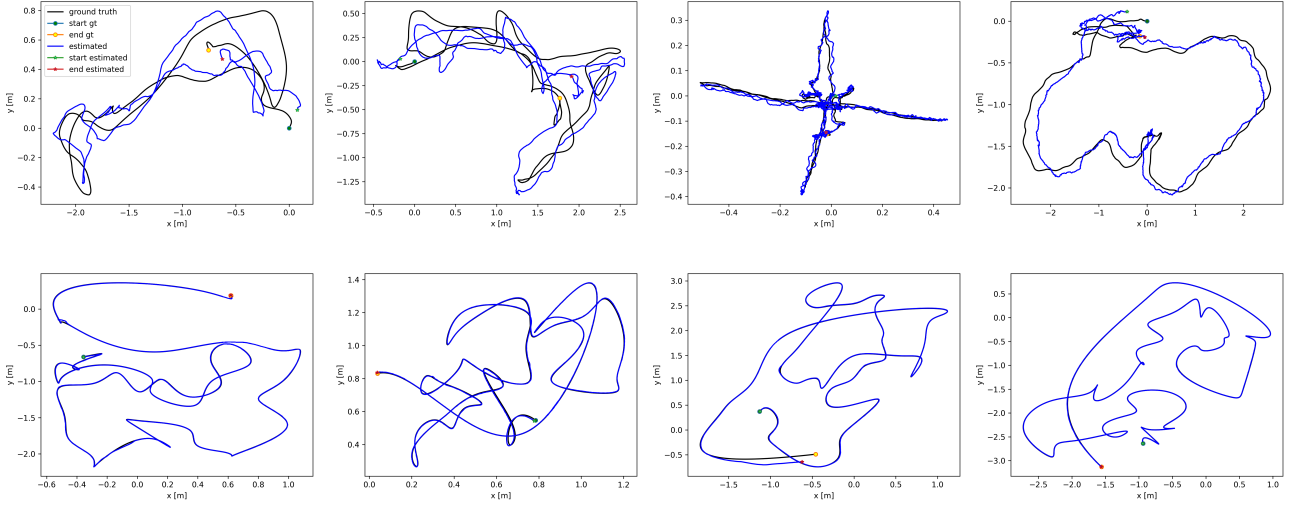 ground truth
start gt
end gt
estimated
start estimated
end estimated
0.8
0.6
0.4
0.2
0.0
−0.2
−0.4
y [m]
−2.0 −1.5 −1.0 −0.5 0.0
x [m]
0.50
0.25
0.00
−0.25
−0.50
−0.75
−1.00
−1.25
y [m]
−0.5 0.0 0.5 1.0 1.5 2.0 2.5
x [m]
0.3
0.2
0.1
0.0
−0.1
−0.2
−0.3
−0.4
y [m]
−0.4 −0.2 0.0 0.2 0.4
x [m]
0.0
−0.5
−1.0
−1.5
−2.0
y [m]
−2 −1 0 1 2
x [m]
0.0
−0.5
−1.0
−1.5
−2.0
y [m]
−0.6 −0.4 −0.2 0.0 0.2 0.4 0.6 0.8 1.0
x [m]
1.4
1.2
1.0
0.8
0.6
0.4
y [m]
0.0 0.2 0.4 0.6 0.8 1.0 1.2
x [m]
3.0
2.5
2.0
1.5
1.0
0.5
0.0
−0.5
y [m]
−1.5 −1.0 −0.5 0.0 0.5 1.0
x [m]
0.5
0.0
−0.5
−1.0
−1.5
−2.0
−2.5
−3.0
y [m]
−2.5 −2.0 −1.5 −1.0 −0.5 0.0 0.5 1.0
x [m]